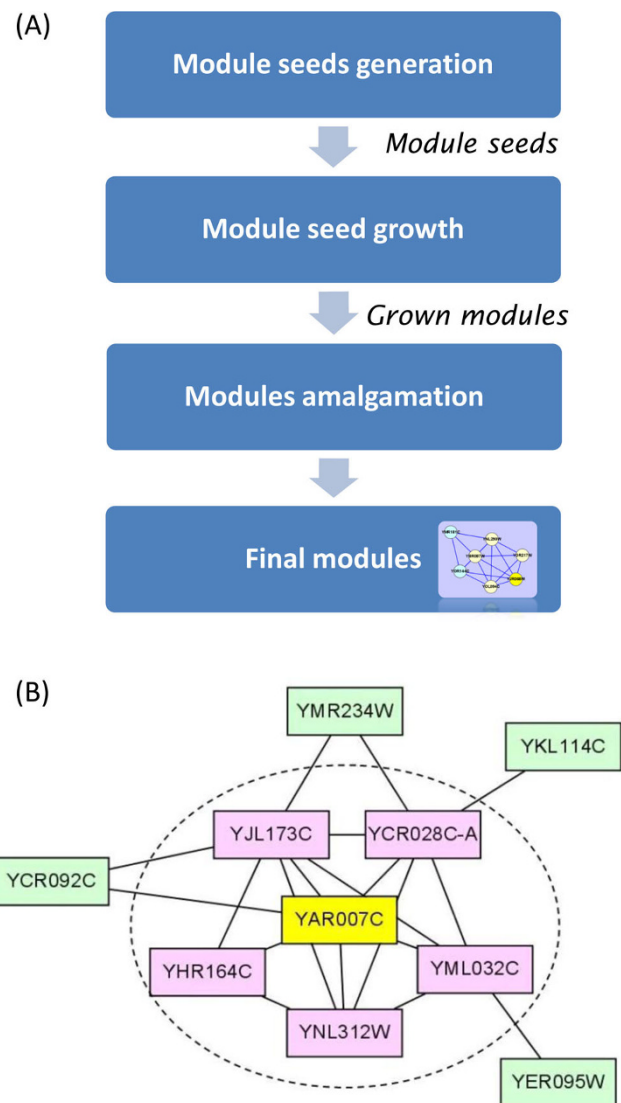 (A)
Module seeds generation
Module seeds
Module seed growth
Grown modules
Modules amalgamation
Final modules
(B)
YMR234W
YKL114C
YJL173C
YCR028C-A
YCR092C
YAR007C
YHR164C
YML032C
YNL312W
YER095W